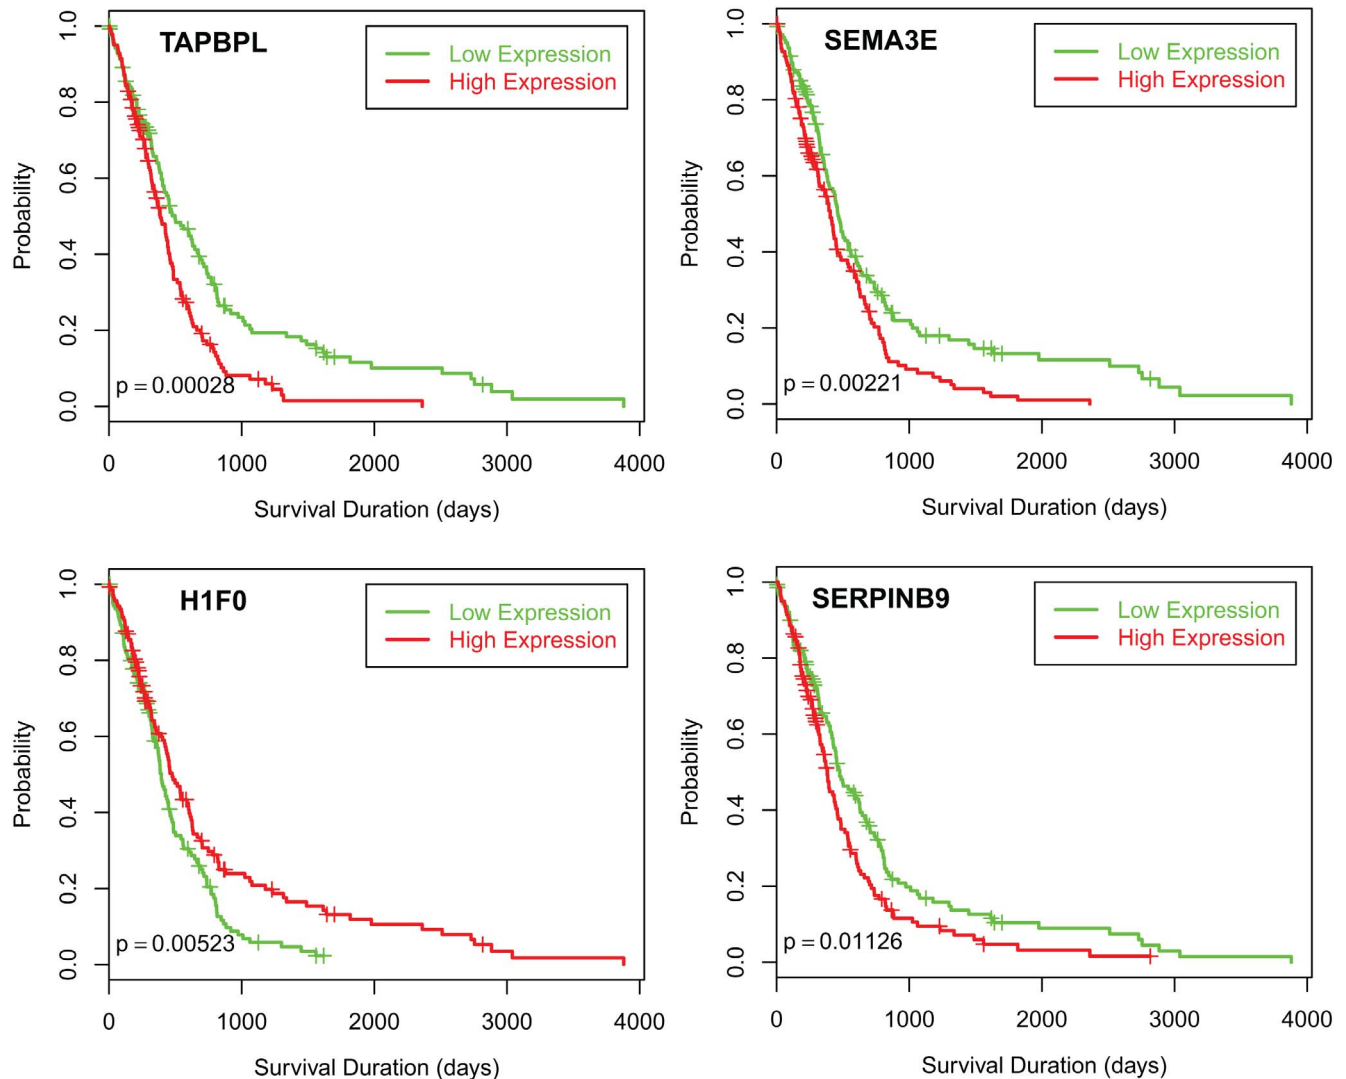 TAPBPL
Low Expression
High Expression
Probability
1.0
0.8
0.6
0.4
0.2
0.0
p = 0.00028
0 1000 2000 3000 4000
Survival Duration (days)
SEMA3E
Low Expression
High Expression
Probability
1.0
0.8
0.6
0.4
0.2
0.0
p = 0.00221
0 1000 2000 3000 4000
Survival Duration (days)
H1F0
Low Expression
High Expression
Probability
1.0
0.8
0.6
0.4
0.2
0.0
p = 0.00523
0 1000 2000 3000 4000
Survival Duration (days)
SERPINB9
Low Expression
High Expression
Probability
1.0
0.8
0.6
0.4
0.2
0.0
p = 0.01126
0 1000 2000 3000 4000
Survival Duration (days)